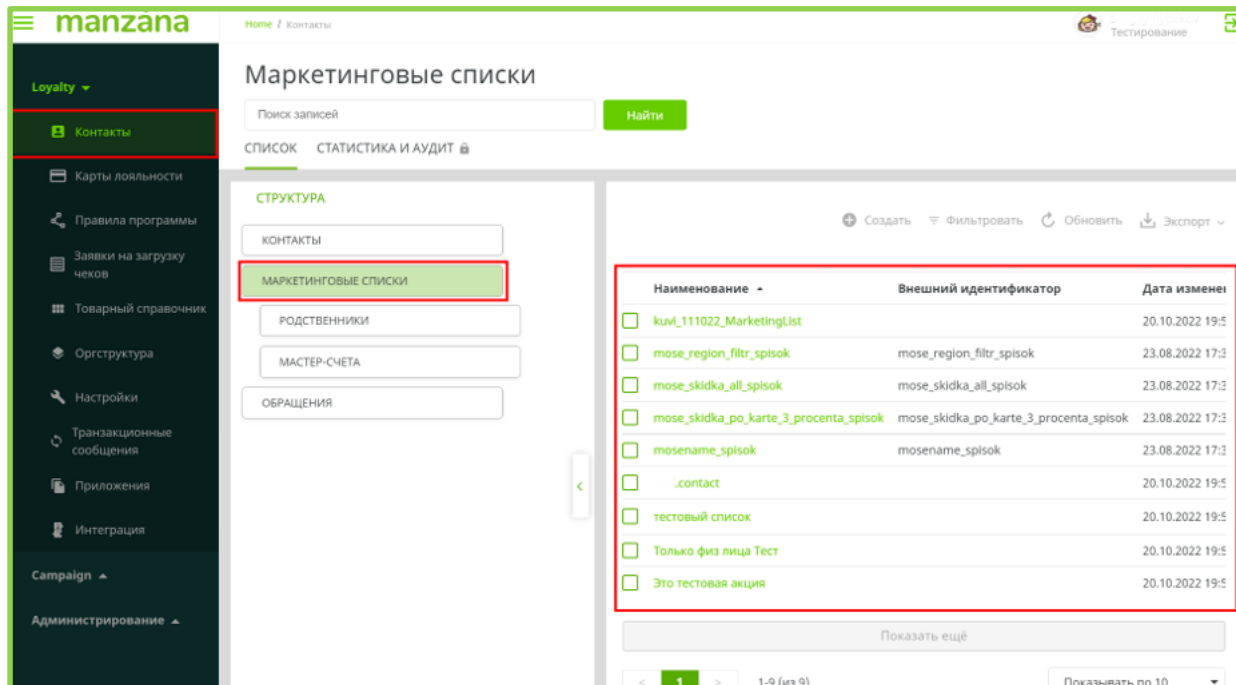 manzana
Home / Контакты
Тестирование
Loyalty
Контакты
Карты лояльности
Правила программы
Заявки на загрузку
чеков
Товарный справочник
Оргструктура
Настройки
Транзакционные
сообщения
Приложения
Интеграция
Campaign
Администрирование
Маркетинговые списки
Поиск записей
Найти
СПИСОК СТАТИСТИКА И АУДИТ
СТРУКТУРА
КОНТАКТЫ
МАРКЕТИНГОВЫЕ СПИСКИ
РОДСТВЕННИКИ
МАСТЕР-СЧЕТА
ОБРАЩЕНИЯ
Создать Фильтровать Обновить Экспорт
Наименование Внешний идентификатор Дата изменен
kuvi_111022_MarketingList 20.10.2022 19:5
mose_region_filtr_spisok mose_region_filtr_spisok 23.08.2022 17:3
mose_skidka_all_spisok mose_skidka_all_spisok 23.08.2022 17:3
mose_skidka_po_karte_3_procenta_spisok mose_skidka_po_karte_3_procenta_spisok 23.08.2022 17:3
mosename_spisok mosename_spisok 23.08.2022 17:3
.contact 20.10.2022 19:5
тестовый список 20.10.2022 19:5
Только физ лица Тест 20.10.2022 19:5
Это тестовая акция 20.10.2022 19:5
Показать ещё
< 1 > 1-9 (из 9) Показывать по 10